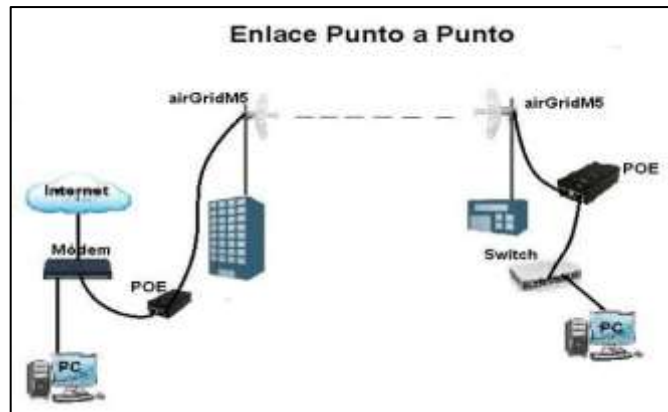 Enlace Punto a Punto
airGridM5
airGridM5
POE
Internet
Módem
POE
Switch
PC
PC